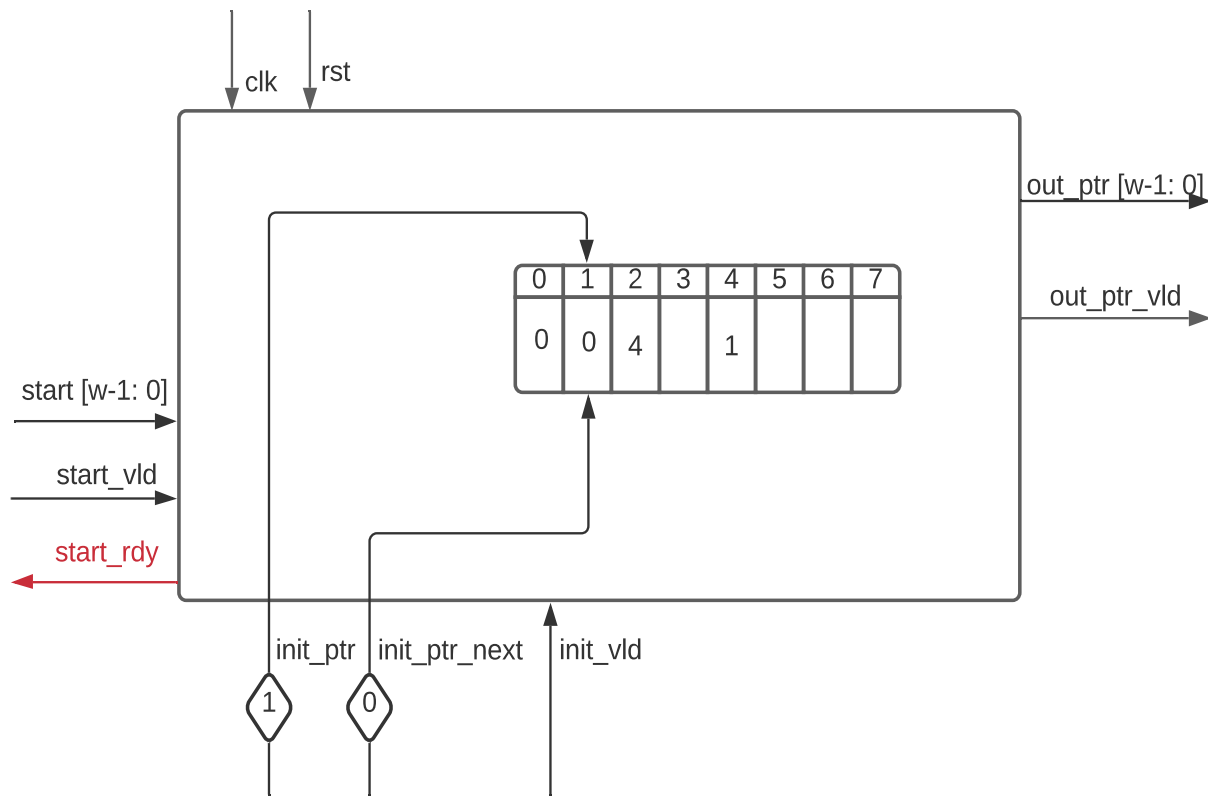 clk
rst
out_ptr [w-1: 0]
0 1 2 3 4 5 6 7
out_ptr_vld
0 0 4 1
start [w-1: 0]
start_vld
start_rdy
init_ptr
init_ptr_next
init_vld
1
0